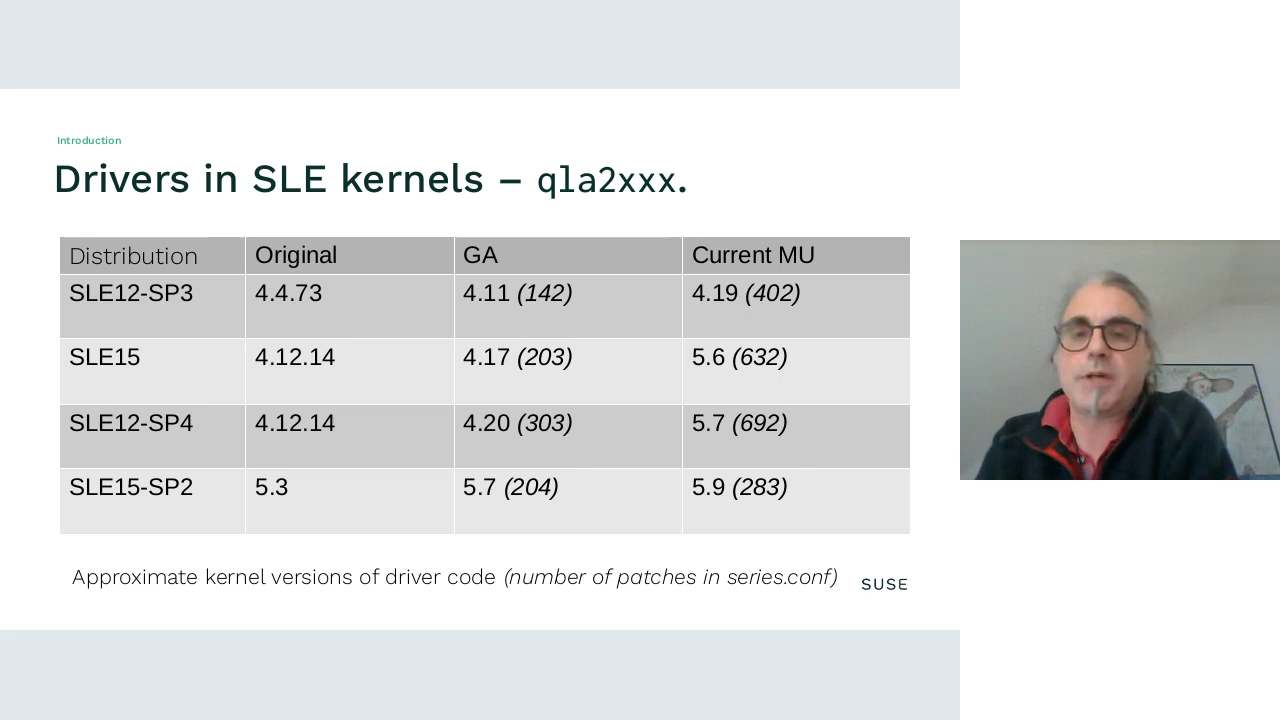 Introduction
Drivers in SLE kernels – qla2xxx.
Distribution Original GA Current MU
SLE12-SP3 4.4.73 4.11 (142) 4.19 (402)
SLE15 4.12.14 4.17 (203) 5.6 (632)
SLE12-SP4 4.12.14 4.20 (303) 5.7 (692)
SLE15-SP2 5.3 5.7 (204) 5.9 (283)
Approximate kernel versions of driver code (number of patches in series.conf)
SUSE